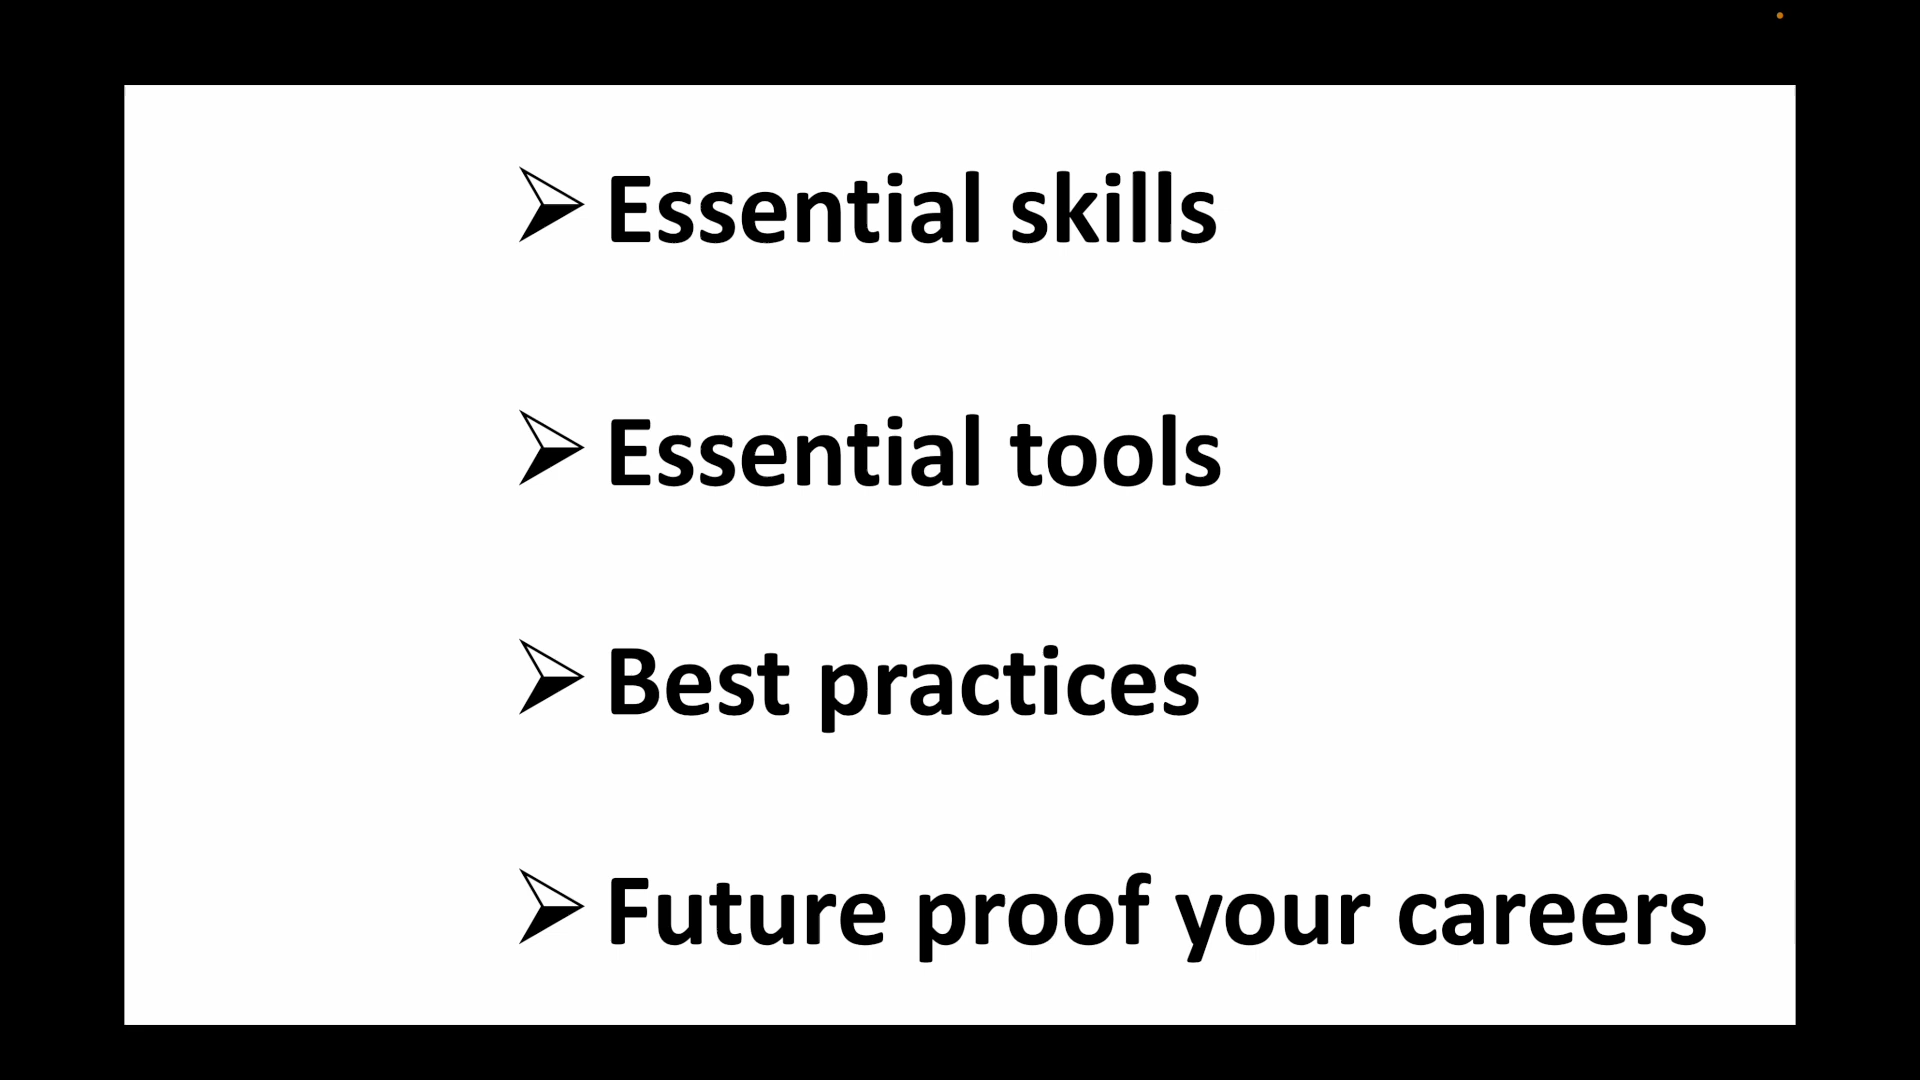 ➢ Essential skills
➢ Essential tools
➢ Best practices
➢ Future proof your careers